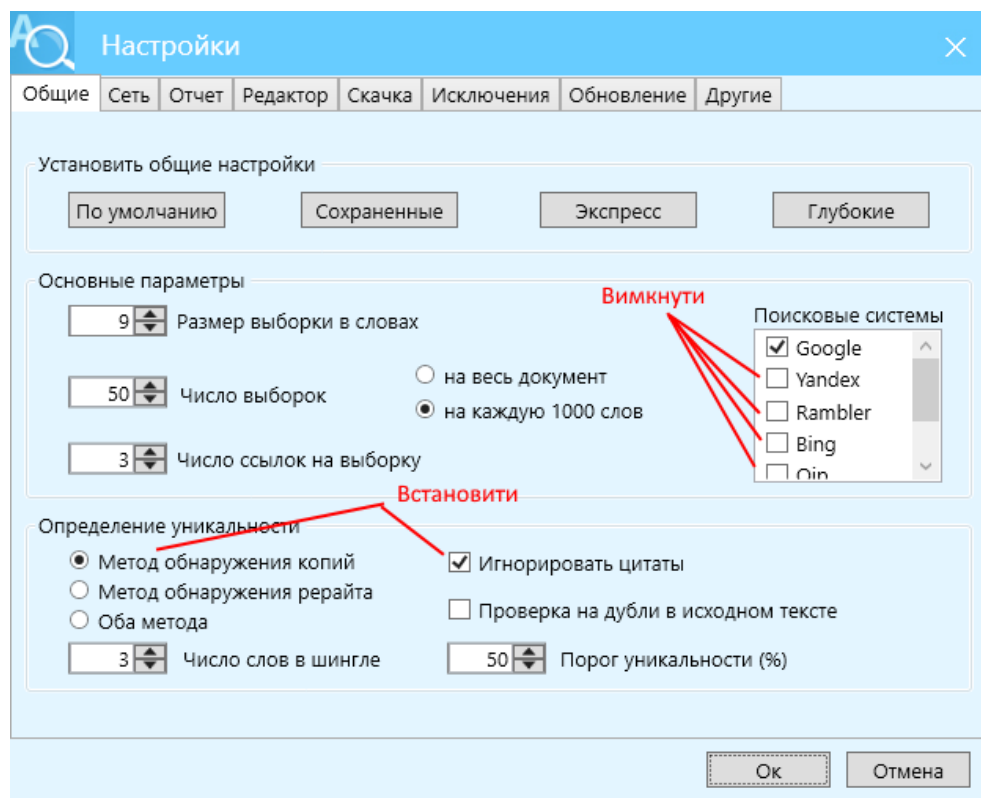 Настройки
Общие Сеть Отчет Редактор Скачка Исключения Обновление Другие
Установить общие настройки
По умолчанию Сохраненные Экспресс Глубокие
Основные параметры
Вимкнути
Поисковые системы
9 Размер выборки в словах
Google
на весь документ
Yandex
50 Число выборок
на каждую 1000 слов
Rambler
Bing
3 Число ссылок на выборку
Qip
Встановити
Определение уникальности
Метод обнаружения копий
Игнорировать цитаты
Метод обнаружения рерайта
Проверка на дубли в исходном тексте
Оба метода
3 Число слов в шингле
50 Порог уникальности (%)
Ок Отмена